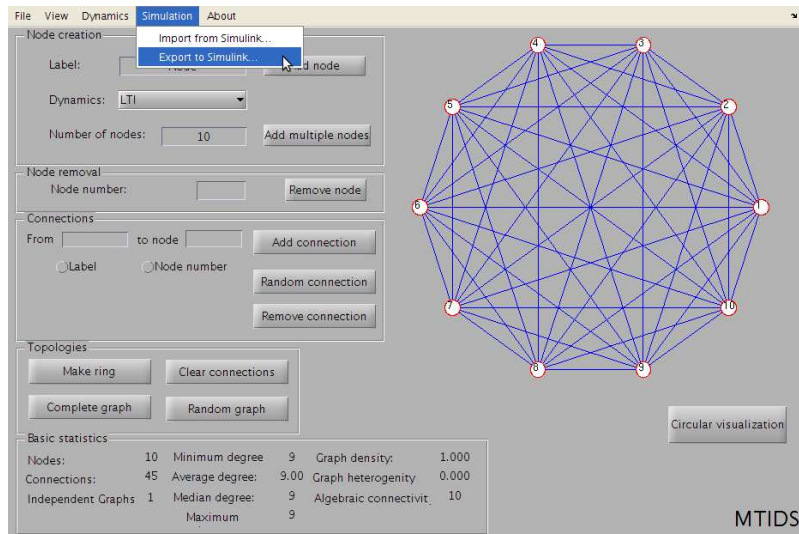 File View Dynamics Simulation About
Import from Simulink...
Export to Simulink...
Node creation
Label: d node
Dynamics: LTI
Number of nodes: 10 Add multiple nodes
Node removal
Node number: Remove node
Connections
From to node Add connection
Label Node number
Random connection
Remove connection
Topologies
Make ring Clear connections
Complete graph Random graph
Basic statistics
Nodes: 10 Minimum degree 9 Graph density: 1.000
Connections: 45 Average degree: 9.00 Graph heterogenity 0.000
Independent Graphs 1 Median degree: 9 Algebraic connectivit 10
Maximum 9
4 3
5 2
6 1
7 10
8 9
Circular visualization
MTIDS